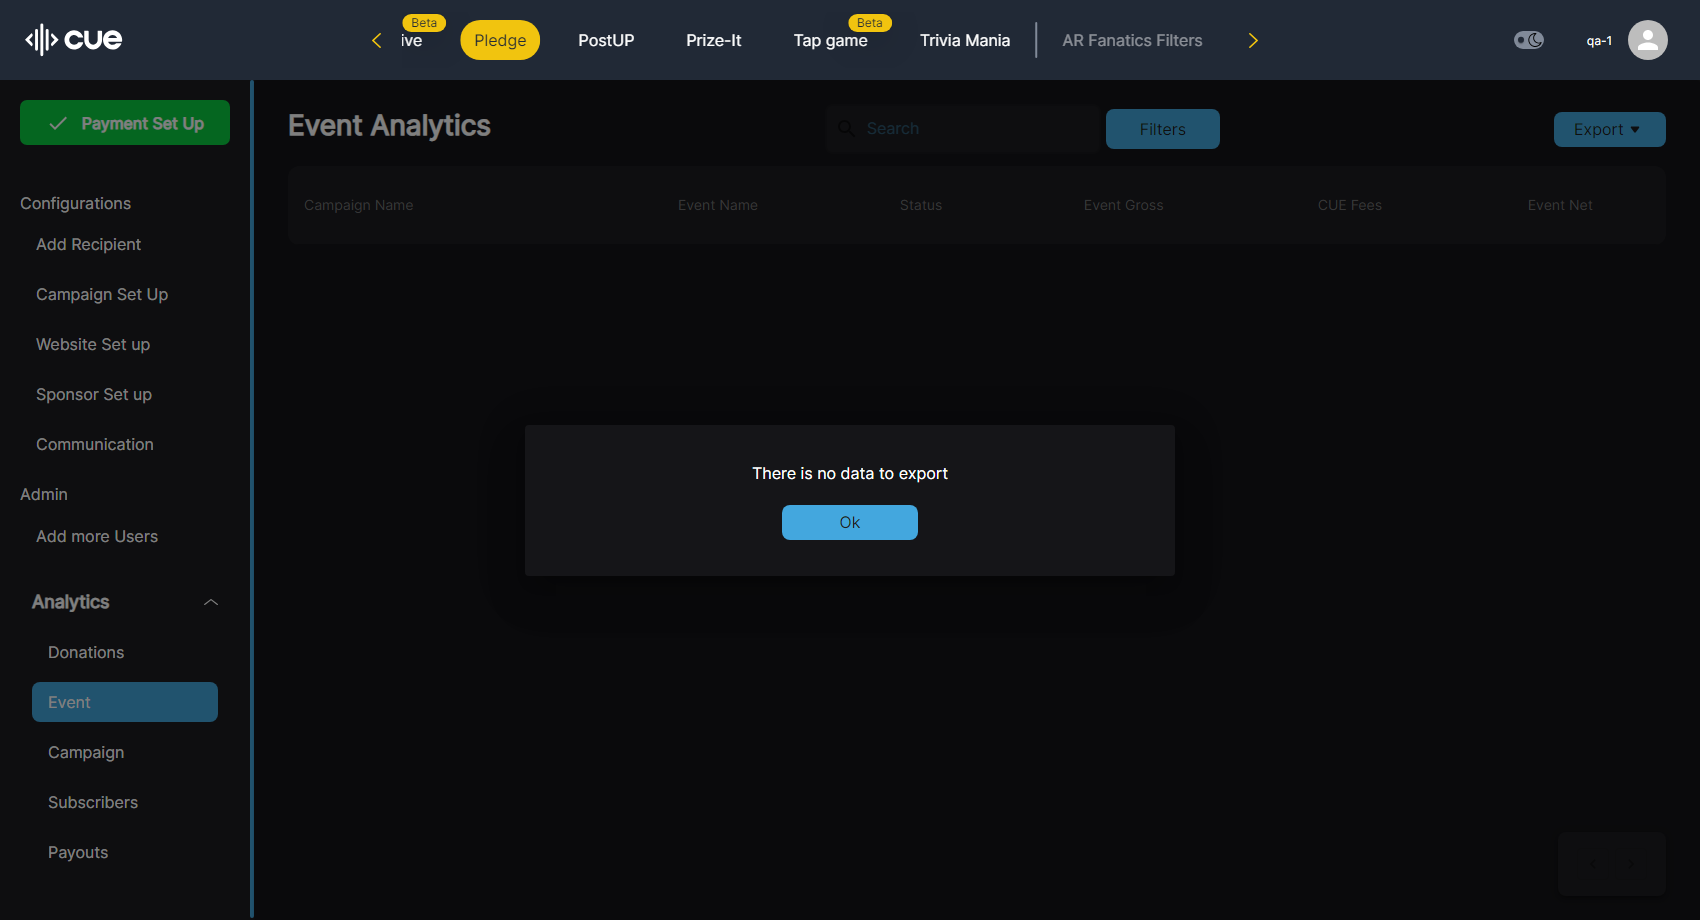 cue
ive
Beta
Pledge
PostUP
Prize-It
Tap game
Beta
Trivia Mania
AR Fanatics Filters
qa-1
Payment Set Up
Configurations
Add Recipient
Campaign Set Up
Website Set up
Sponsor Set up
Communication
Admin
Add more Users
Analytics
Donations
Event
Campaign
Subscribers
Payouts
Event Analytics
Search
Filters
Export
Campaign Name
Event Name
Status
Event Gross
CUE Fees
Event Net
There is no data to export
Ok